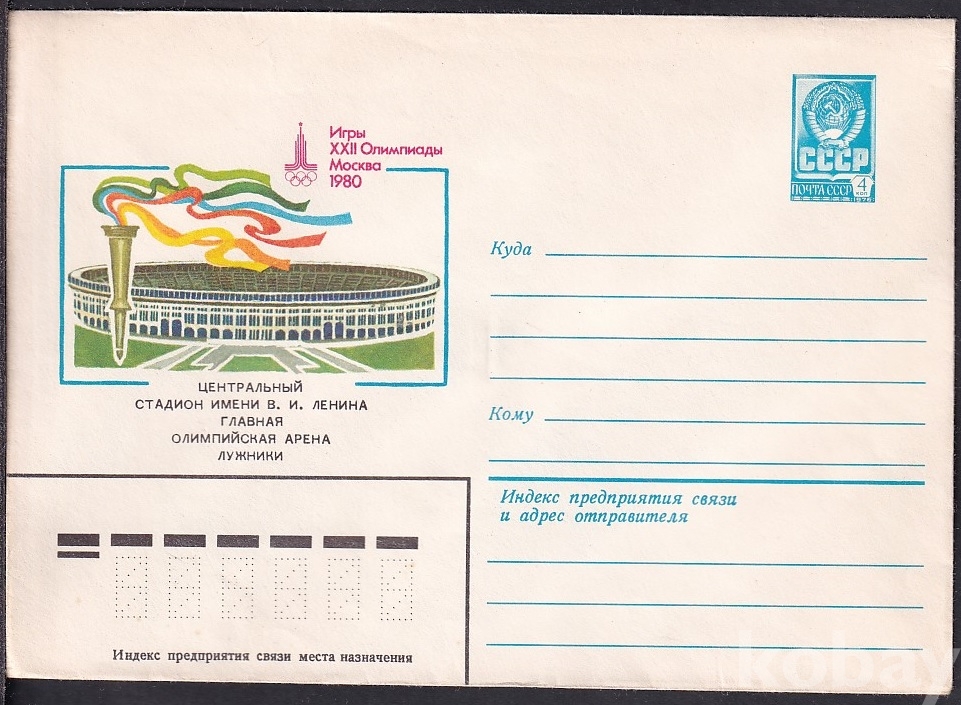 Игры
XXII Олимпиады
Москва
1980
ЦЕНТРАЛЬНЫЙ
СТАДИОН ИМЕНИ В. И. ЛЕНИНА
ГЛАВНАЯ
ОЛИМПИЙСКАЯ АРЕНА
ЛУЖНИКИ
СССР
ПОЧТА СССР
4
КОП
Куда
Кому
Индекс предприятия связи
и адрес отправителя
Индекс предприятия связи места назначения
kobay